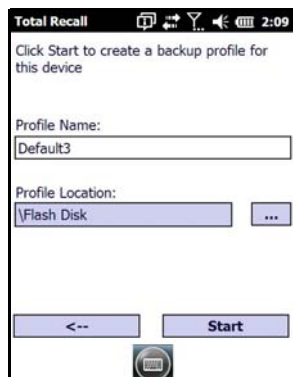 Total Recall 2:09
Click Start to create a backup profile for
this device
Profile Name:
Default3
Profile Location:
\Flash Disk ...
<-- Start